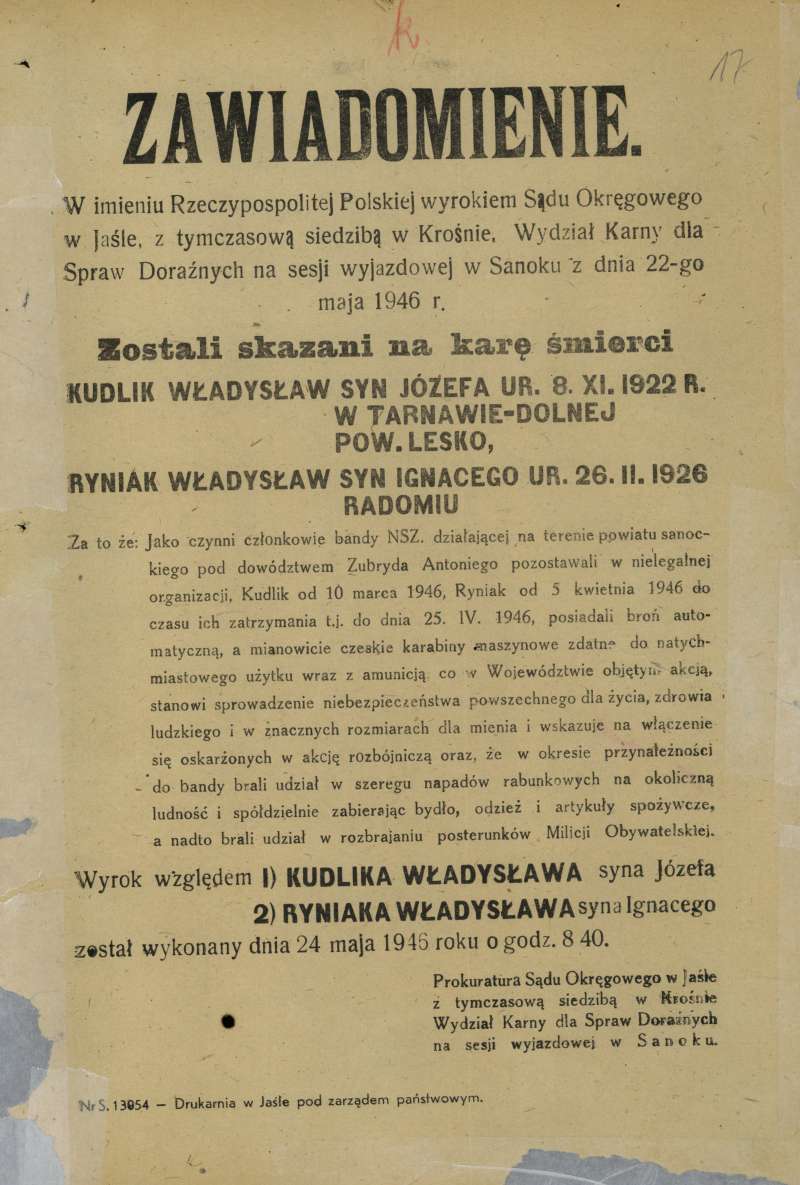 k
17
ZAWIADOMIENIE.
W imieniu Rzeczypospolitej Polskiej wyrokiem Sądu Okręgowego
w Jaśle, z tymczasową siedzibą w Krośnie, Wydział Karny dla
Spraw Doraźnych na sesji wyjazdowej w Sanoku z dnia 22-go
maja 1946 r.
Zostali skazani na karę śmierci
KUDLIK WŁADYSŁAW SYN JÓZEFA UR. 8. XI. 1922 R.
W TARNAWIE-DOLNEJ
POW. LESKO,
RYNIAK WŁADYSŁAW SYN IGNACEGO UR. 26. II. 1926
RADOMIU
Za to że: Jako czynni członkowie bandy NSZ. działającej na terenie powiatu sanoc-
kiego pod dowództwem Zubryda Antoniego pozostawali w nielegalnej
organizacji, Kudlik od 10 marca 1946, Ryniak od 5 kwietnia 1946 do
czasu ich zatrzymania t.j. do dnia 25. IV. 1946, posiadali broń auto-
matyczną, a mianowicie czeskie karabiny maszynowe zdatne do natych-
miastowego użytku wraz z amunicją co w Województwie objętym akcją,
stanowi sprowadzenie niebezpieczeństwa powszechnego dla życia, zdrowia
ludzkiego i w znacznych rozmiarach dla mienia i wskazuje na włączenie
się oskarżonych w akcję rozbójniczą oraz, że w okresie przynależności
do bandy brali udział w szeregu napadów rabunkowych na okoliczną
ludność i spółdzielnie zabierając bydło, odzież i artykuły spożywcze,
a nadto brali udział w rozbrajaniu posterunków Milicji Obywatelskiej.
Wyrok względem 1) KUDLIKA WŁADYSŁAWA syna Józefa
2) RYNIAKA WŁADYSŁAWA syna Ignacego
został wykonany dnia 24 maja 1946 roku o godz. 8 40.
Prokuratura Sądu Okręgowego w Jaśle
z tymczasową siedzibą w Krośnie
Wydział Karny dla Spraw Doraźnych
na sesji wyjazdowej w Sanoku.
Nr S. 13054 — Drukarnia w Jaśle pod zarządem państwowym.